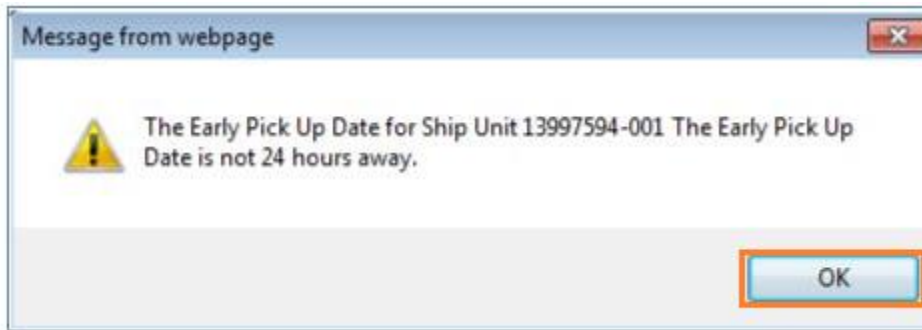 Message from webpage
The Early Pick Up Date for Ship Unit 13997594-001 The Early Pick Up
Date is not 24 hours away.
OK